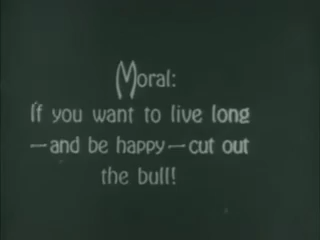 Moral:
If you want to live long
—and be happy—cut out
the bull!